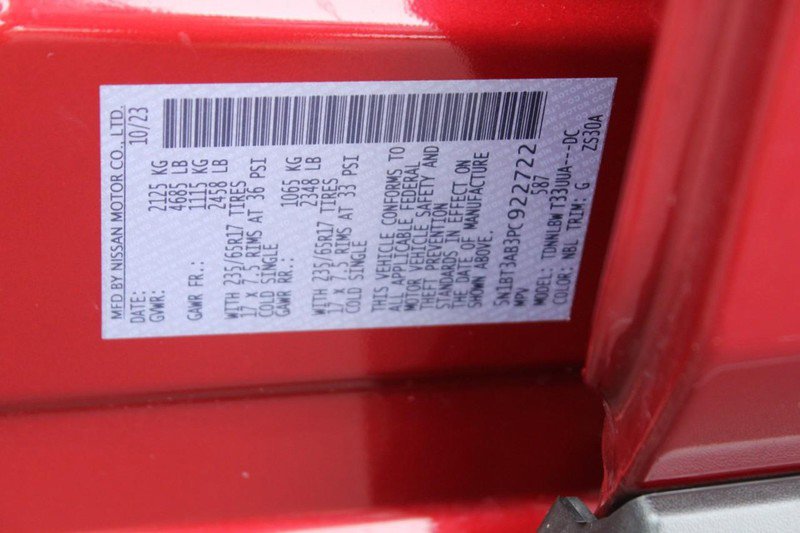 MFD BY NISSAN MOTOR CO., LTD.
DATE: 10/23
GVWR: 2125 KG
4685 LB
GAWR FR.: 1115 KG
2458 LB
WITH 235/65R17 TIRES
17 X 7.5 RIMS AT 36 PSI
COLD SINGLE
GAWR RR.: 1065 KG
2348 LB
WITH 235/65R17 TIRES
17 X 7.5 RIMS AT 33 PSI
COLD SINGLE
THIS VEHICLE CONFORMS TO
ALL APPLICABLE FEDERAL
MOTOR VEHICLE SAFETY AND
THEFT PREVENTION
STANDARDS IN EFFECT ON
THE DATE OF MANUFACTURE
SHOWN ABOVE.
5N1BT3AB3PC922722
MPV 587
MODEL: TDNNLBW T33UUA---DC
COLOR: NBL TRIM: G ZS30A